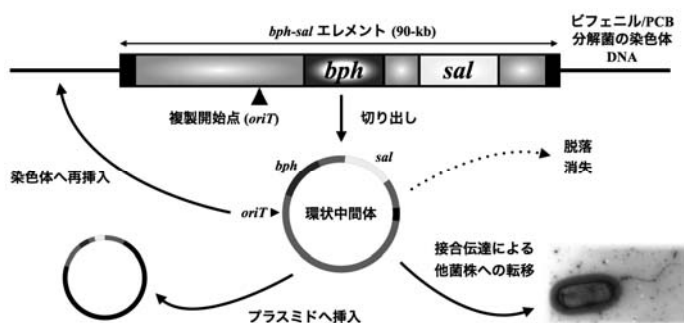 bph-sal エレメント (90-kb)
ビフェニル/PCB
分解菌の染色体
DNA
bph
sal
複製開始点 (oriT)
切り出し
脱落
消失
染色体へ再挿入
bph
sal
oriT
環状中間体
接合伝達による
他菌株への転移
プラスミドへ挿入